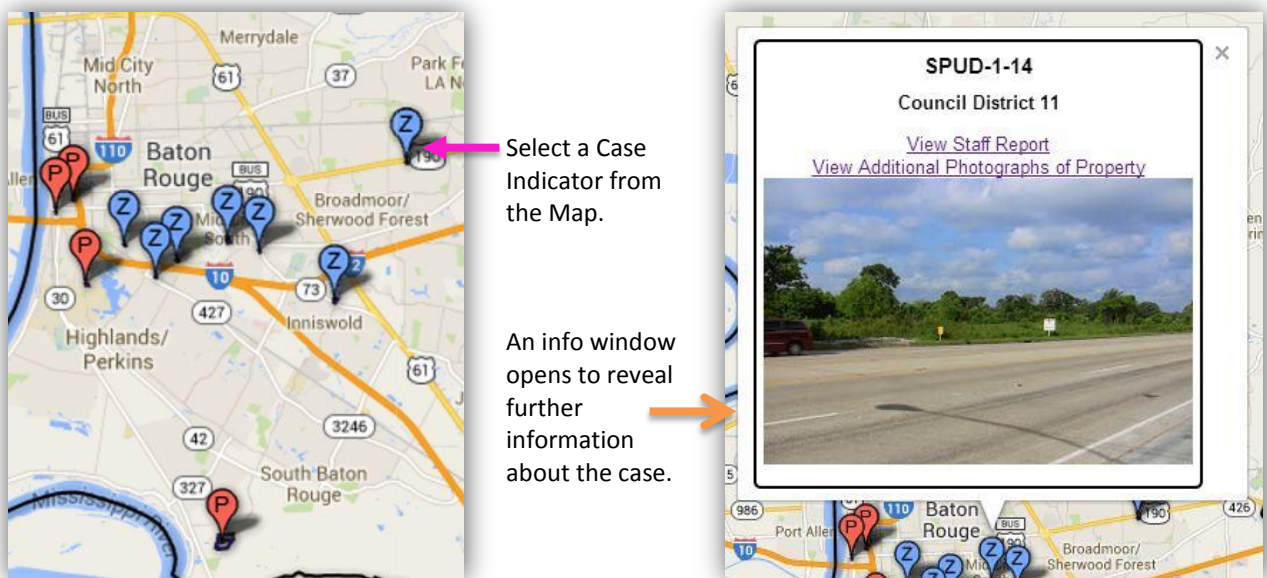 Merrydale
61
37
Park F
LA N
Mid City
North
BUS
61
110
Baton
Rouge
Z
190
P
P
BUS
190
Z
Z
Z
Z
Z
Mid
South
Broadmoor/
Sherwood Forest
P
Z
10
30
73
427
Inniswold
Highlands/
Perkins
61
42
3246
South Baton
Rouge
327
P
Mississippi River
Select a Case
Indicator from
the Map.
An info window
opens to reveal
further
information
about the case.
×
SPUD-1-14
Council District 11
View Staff Report
View Additional Photographs of Property
986
Port Allen
10
P
P
110
Baton
Rouge
BUS
190
Z
Z
Z
Z
190
426
Broadmoor/
Sherwood Forest